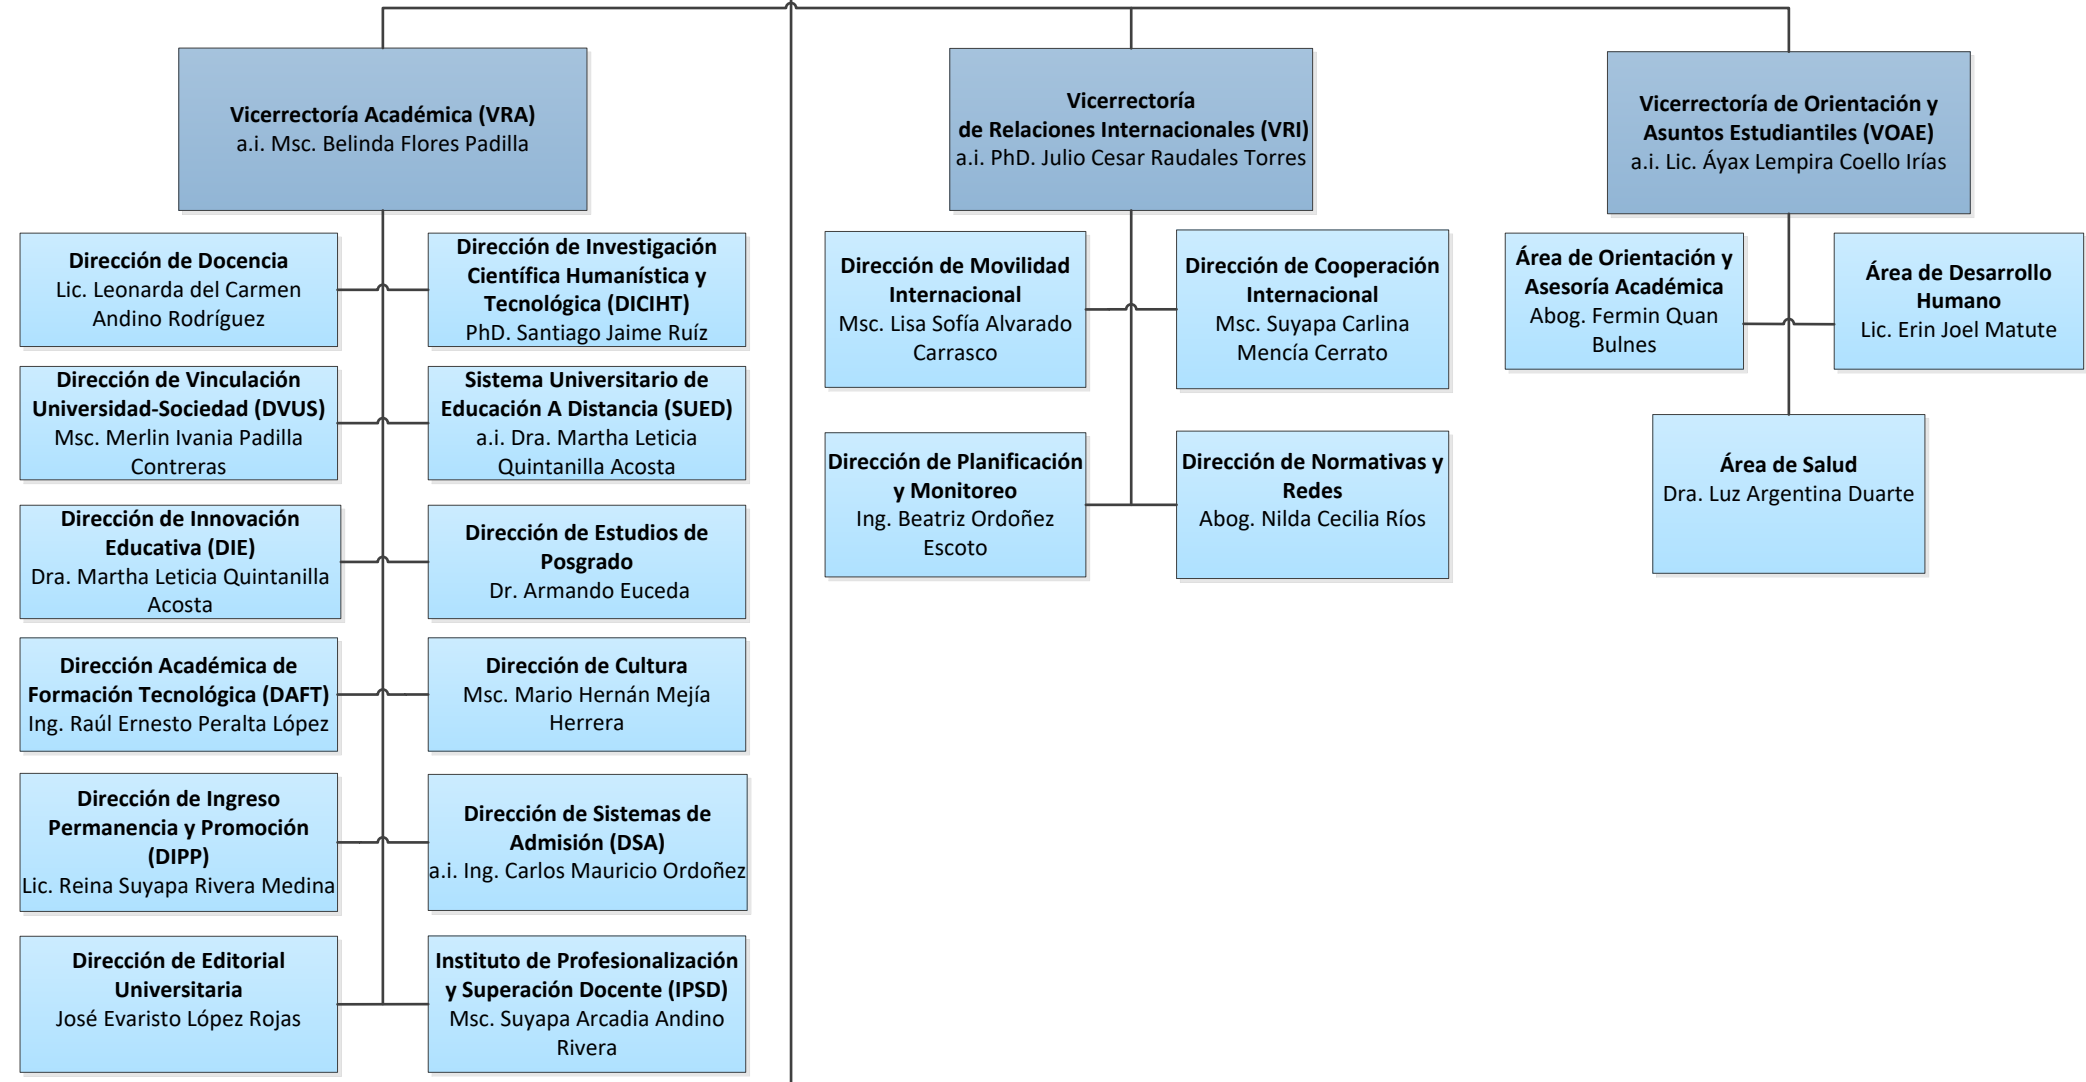 Vicerrectoría Académica (VRA)
a.i. Msc. Belinda Flores Padilla
Vicerrectoría
de Relaciones Internacionales (VRI)
a.i. PhD. Julio Cesar Raudales Torres
Vicerrectoría de Orientación y
Asuntos Estudiantiles (VOAE)
a.i. Lic. Áyax Lempira Coello Irías
Dirección de Docencia
Lic. Leonarda del Carmen
Andino Rodríguez
Dirección de Investigación
Científica Humanística y
Tecnológica (DICIHT)
PhD. Santiago Jaime Ruíz
Dirección de Vinculación
Universidad-Sociedad (DVUS)
Msc. Merlin Ivania Padilla
Contreras
Sistema Universitario de
Educación A Distancia (SUED)
a.i. Dra. Martha Leticia
Quintanilla Acosta
Dirección de Innovación
Educativa (DIE)
Dra. Martha Leticia Quintanilla
Acosta
Dirección de Estudios de
Posgrado
Dr. Armando Euceda
Dirección Académica de
Formación Tecnológica (DAFT)
Ing. Raúl Ernesto Peralta López
Dirección de Cultura
Msc. Mario Hernán Mejía
Herrera
Dirección de Ingreso
Permanencia y Promoción
(DIPP)
Lic. Reina Suyapa Rivera Medina
Dirección de Sistemas de
Admisión (DSA)
a.i. Ing. Carlos Mauricio Ordoñez
Dirección de Editorial
Universitaria
José Evaristo López Rojas
Instituto de Profesionalización
y Superación Docente (IPSD)
Msc. Suyapa Arcadia Andino
Rivera
Dirección de Movilidad
Internacional
Msc. Lisa Sofía Alvarado
Carrasco
Dirección de Cooperación
Internacional
Msc. Suyapa Carlina
Mencía Cerrato
Dirección de Planificación
y Monitoreo
Ing. Beatriz Ordoñez
Escoto
Dirección de Normativas y
Redes
Abog. Nilda Cecilia Ríos
Área de Orientación y
Asesoría Académica
Abog. Fermin Quan
Bulnes
Área de Desarrollo
Humano
Lic. Erin Joel Matute
Área de Salud
Dra. Luz Argentina Duarte